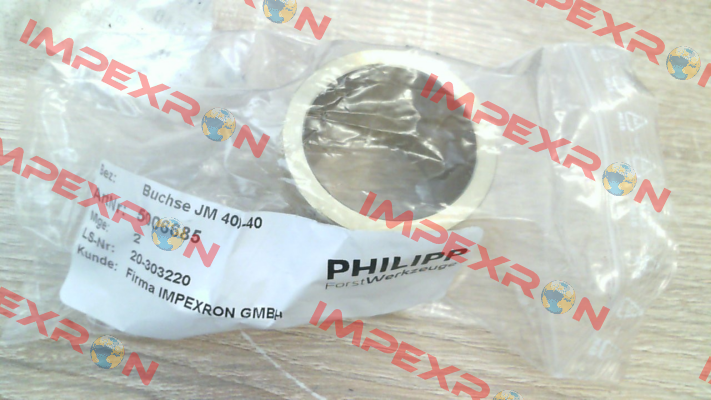 Bez: Buchse JM 40)-40
ArtNr: 5006685
Mge: 2
LS-Nr: 20-303220
Kunde: Firma IMPEXRON GMBH
PHILIPP
ForstWerkzeuge
IMPEXRON
IMPEXRON
IMPEXRON
IMPEXRON
IMPEXRON
IMPEXRON
IMPEXRON